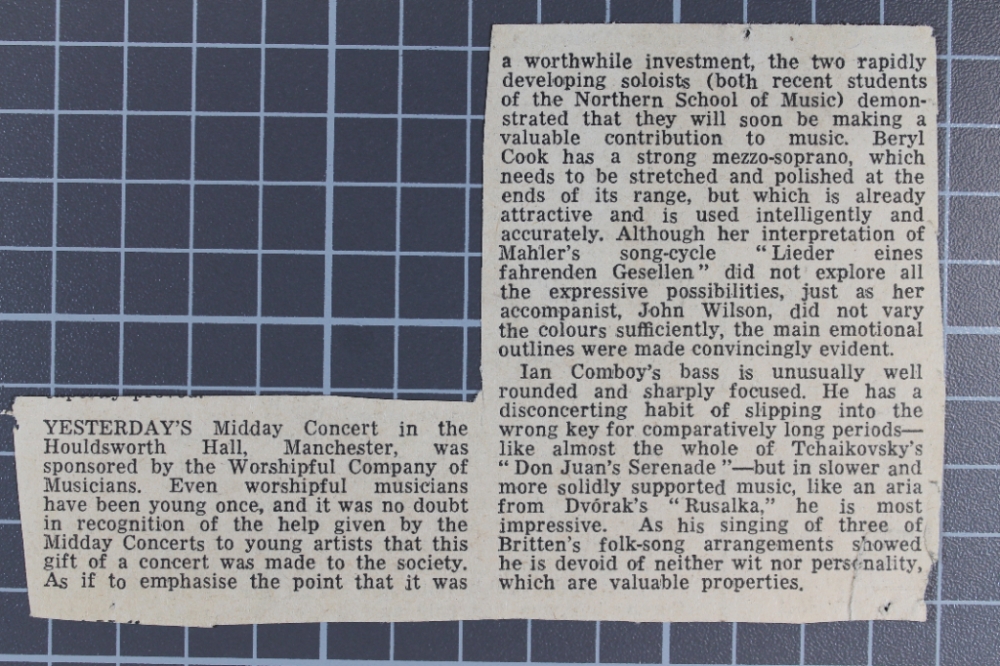 YESTERDAY'S Midday Concert in the
Houldsworth Hall, Manchester, was
sponsored by the Worshipful Company of
Musicians. Even worshipful musicians
have been young once, and it was no doubt
in recognition of the help given by the
Midday Concerts to young artists that this
gift of a concert was made to the society.
As if to emphasise the point that it was
a worthwhile investment, the two rapidly
developing soloists (both recent students
of the Northern School of Music) demon-
strated that they will soon be making a
valuable contribution to music. Beryl
Cook has a strong mezzo-soprano, which
needs to be stretched and polished at the
ends of its range, but which is already
attractive and is used intelligently and
accurately. Although her interpretation of
Mahler's song-cycle "Lieder eines
fahrenden Gesellen" did not explore all
the expressive possibilities, just as her
accompanist, John Wilson, did not vary
the colours sufficiently, the main emotional
outlines were made convincingly evident.
Ian Comboy's bass is unusually well
rounded and sharply focused. He has a
disconcerting habit of slipping into the
wrong key for comparatively long periods—
like almost the whole of Tchaikovsky's
"Don Juan's Serenade"—but in slower and
more solidly supported music, like an aria
from Dvórak's "Rusalka," he is most
impressive. As his singing of three of
Britten's folk-song arrangements showed
he is devoid of neither wit nor personality,
which are valuable properties.